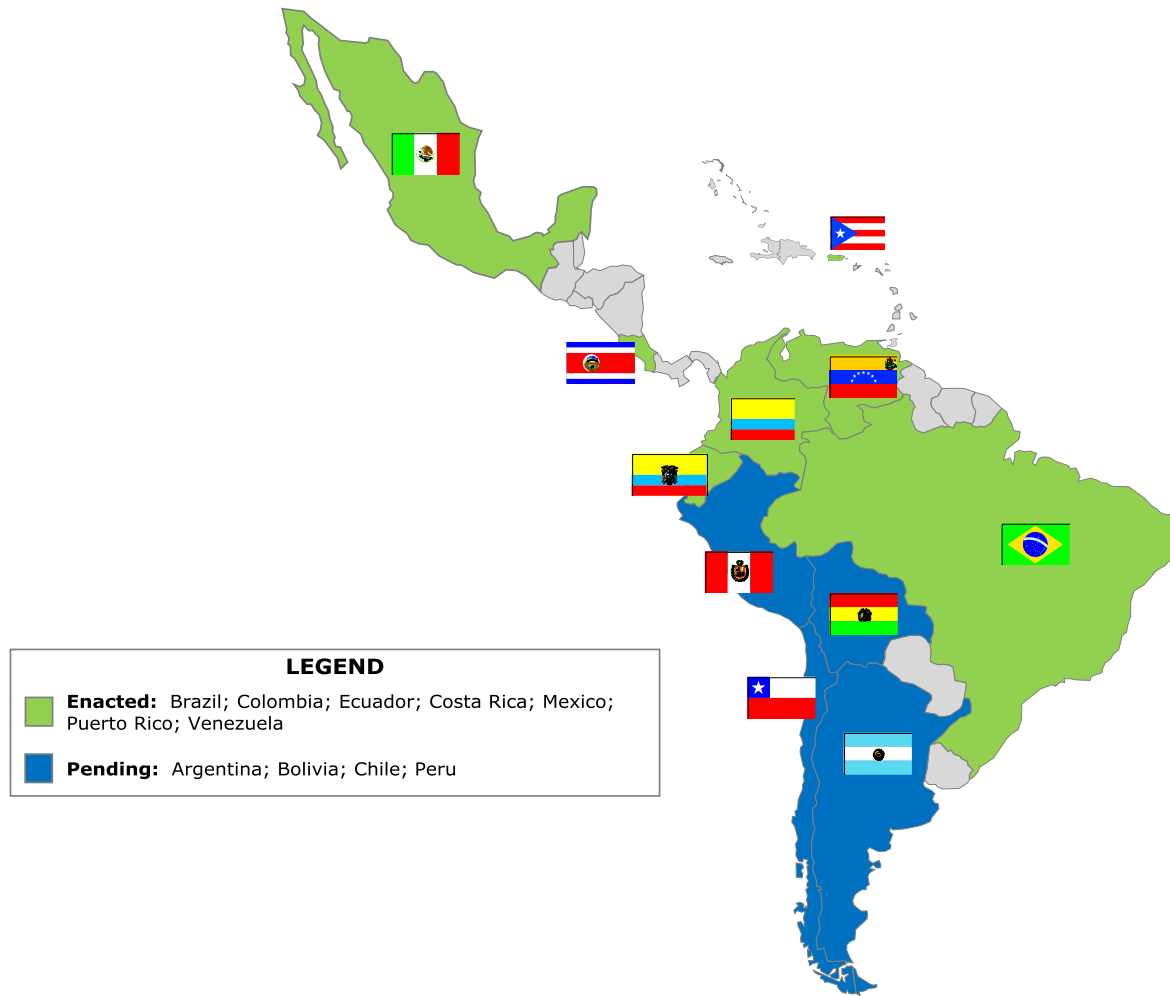 LEGEND
Enacted: Brazil; Colombia; Ecuador; Costa Rica; Mexico;
Puerto Rico; Venezuela
Pending: Argentina; Bolivia; Chile; Peru